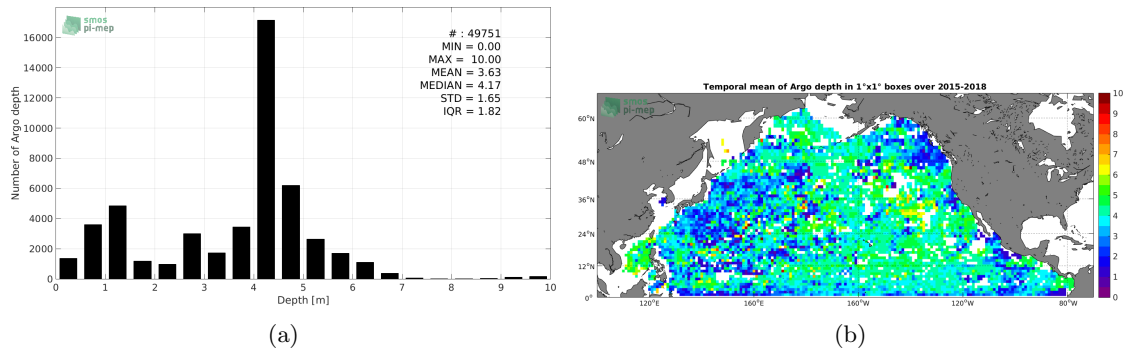 smos
pi-mep
# : 49751
MIN = 0.00
MAX = 10.00
MEAN = 3.63
MEDIAN = 4.17
STD = 1.65
IQR = 1.82
Number of Argo depth
16000
14000
12000
10000
8000
6000
4000
2000
0
0 1 2 3 4 5 6 7 8 9 10
Depth [m]
(a)
Temporal mean of Argo depth in 1°x1° boxes over 2015-2018
smos
pi-mep
60°N
48°N
36°N
24°N
12°N
0°
120°E 160°E 160°W 120°W 80°W
10
9
8
7
6
5
4
3
2
1
0
(b)